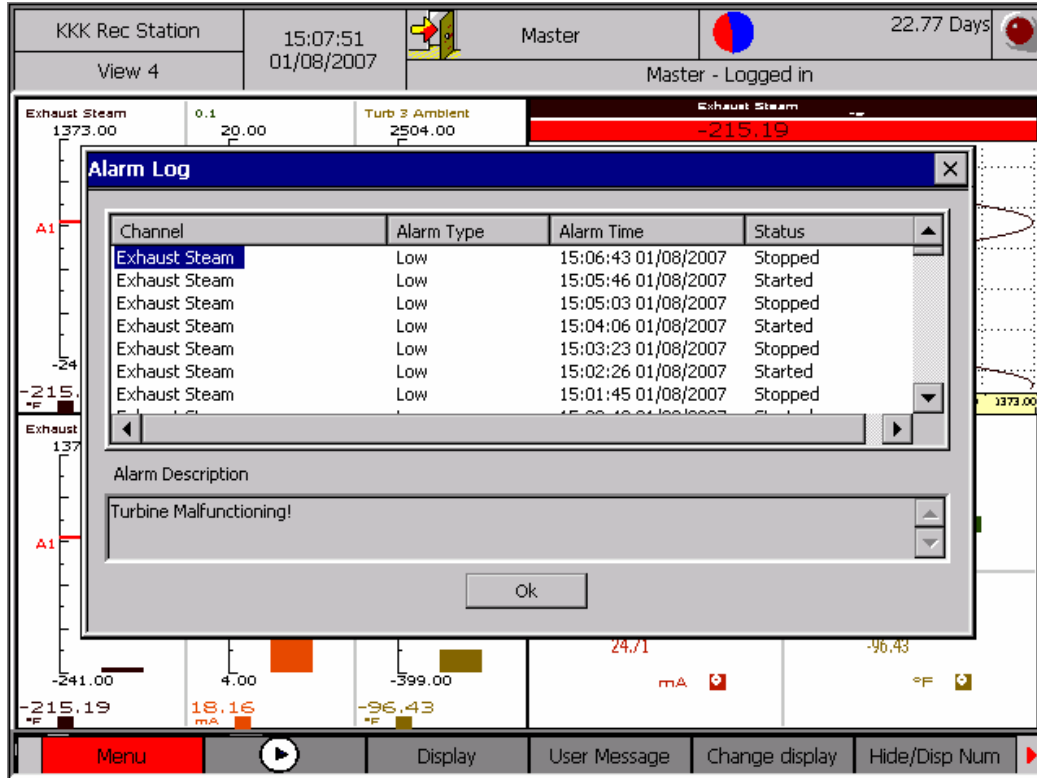 KKK Rec Station
View 4
15:07:51
01/08/2007
Master
22.77 Days
Master - Logged in
Exhaust Steam
1373.00
0.1
20.00
Turb 3 Ambient
2504.00
Exhaust Steam
-215.19
A1
-24
-215.
°F
Alarm Log
Channel Alarm Type Alarm Time Status
Exhaust Steam Low 15:06:43 01/08/2007 Stopped
Exhaust Steam Low 15:05:46 01/08/2007 Started
Exhaust Steam Low 15:05:03 01/08/2007 Stopped
Exhaust Steam Low 15:04:06 01/08/2007 Started
Exhaust Steam Low 15:03:23 01/08/2007 Stopped
Exhaust Steam Low 15:02:26 01/08/2007 Started
Exhaust Steam Low 15:01:45 01/08/2007 Stopped
1373.00
Alarm Description
Turbine Malfunctioning!
Ok
Exhaust
137
A1
-241.00
-215.19
°F
4.00
18.16
mA
-399.00
-96.43
°F
24.71
mA
-96.43
°F
Menu
Display
User Message
Change display
Hide/Disp Num